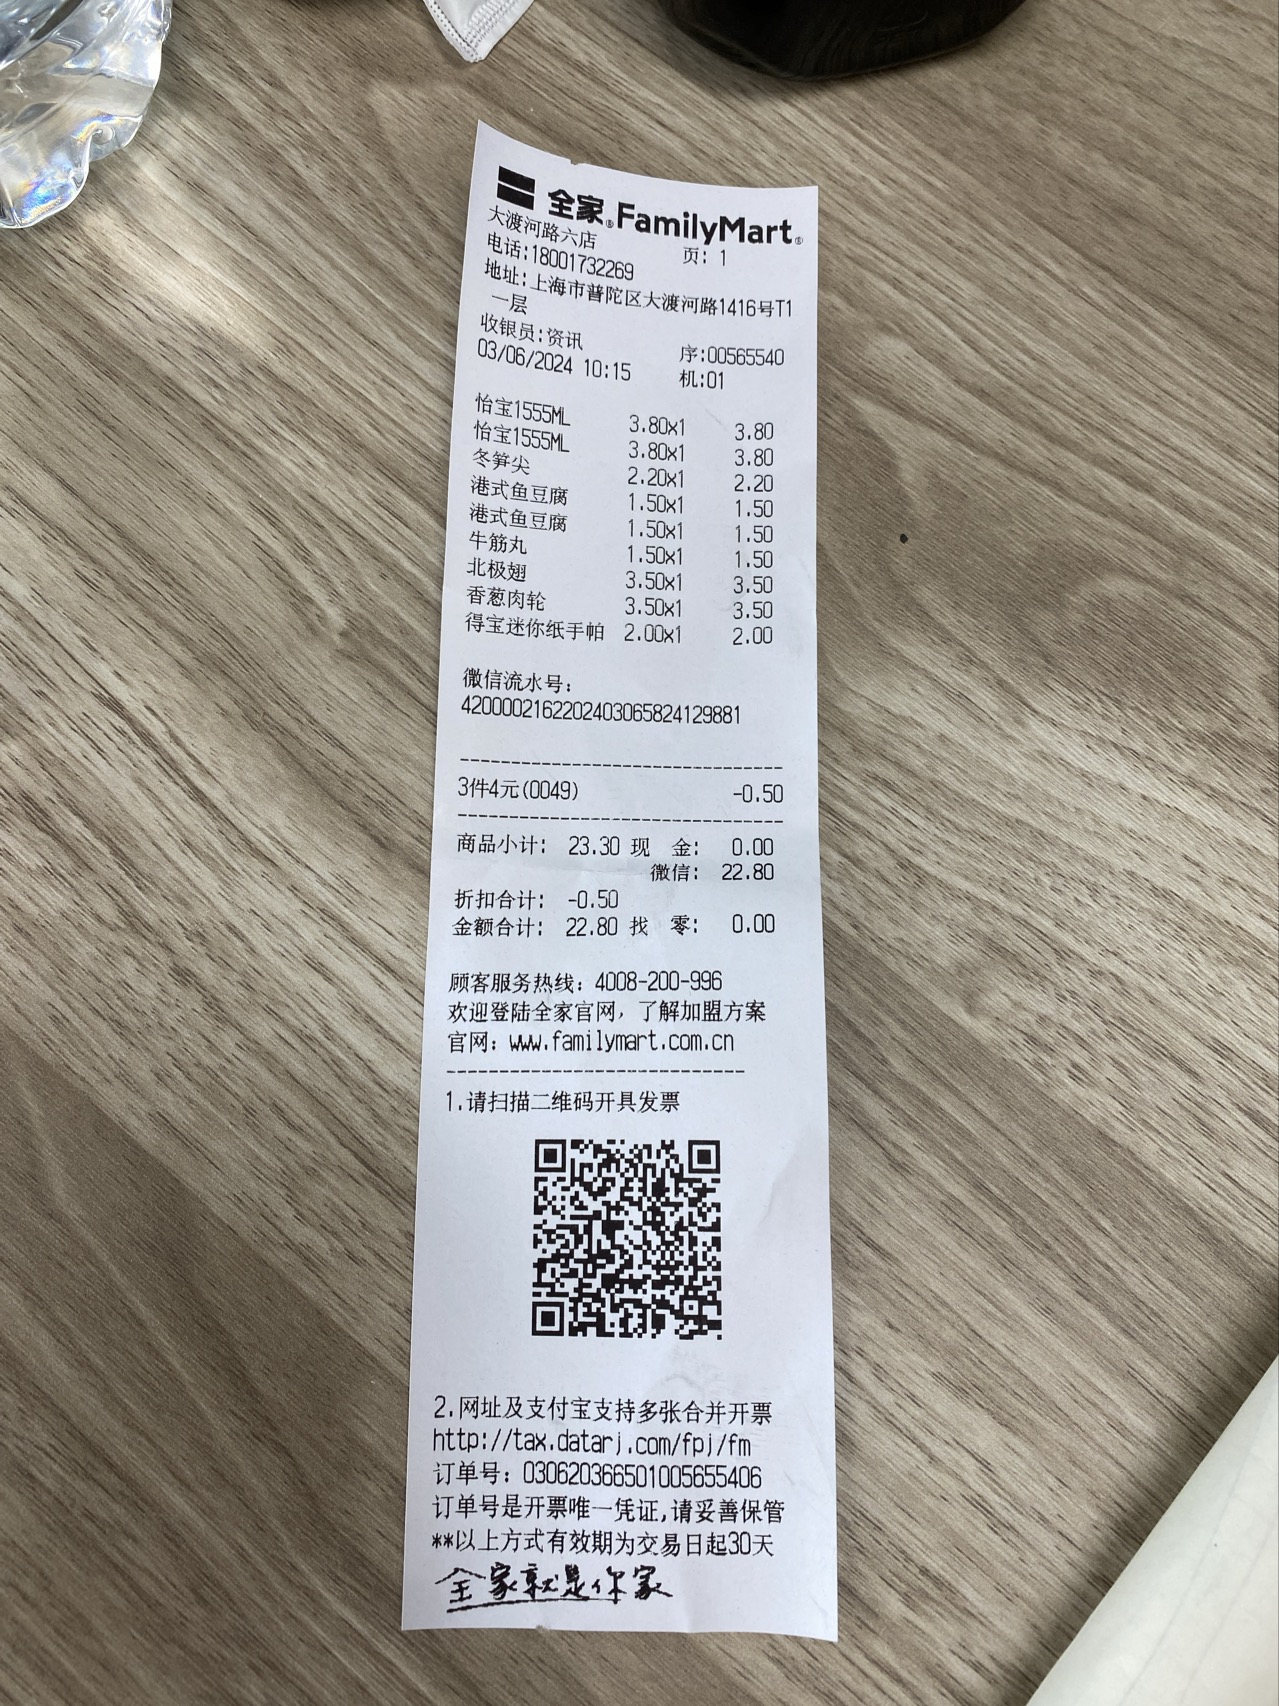 全家®FamilyMart®
大渡河路六店 页: 1
电话:18001732269
地址:上海市普陀区大渡河路1416号T1
一层
收银员:资讯 序:00565540
03/06/2024 10:15 机:01
怡宝1555ML 3.80x1 3.80
怡宝1555ML 3.80x1 3.80
冬笋尖 2.20x1 2.20
港式鱼豆腐 1.50x1 1.50
港式鱼豆腐 1.50x1 1.50
牛筋丸 1.50x1 1.50
北极翅 3.50x1 3.50
香葱肉轮 3.50x1 3.50
得宝迷你纸手帕 2.00x1 2.00
微信流水号:
4200002162202403065824129881
3件4元(0049) -0.50
商品小计: 23.30 现 金: 0.00
微信: 22.80
折扣合计: -0.50
金额合计: 22.80 找 零: 0.00
顾客服务热线: 4008-200-996
欢迎登陆全家官网, 了解加盟方案
官网: www.familymart.com.cn
1.请扫描二维码开具发票
2.网址及支付宝支持多张合并开票
http://tax.datarj.com/fpj/fm
订单号: 030620366501005655406
订单号是开票唯一凭证,请妥善保管
**以上方式有效期为交易日起30天
全家就是你家